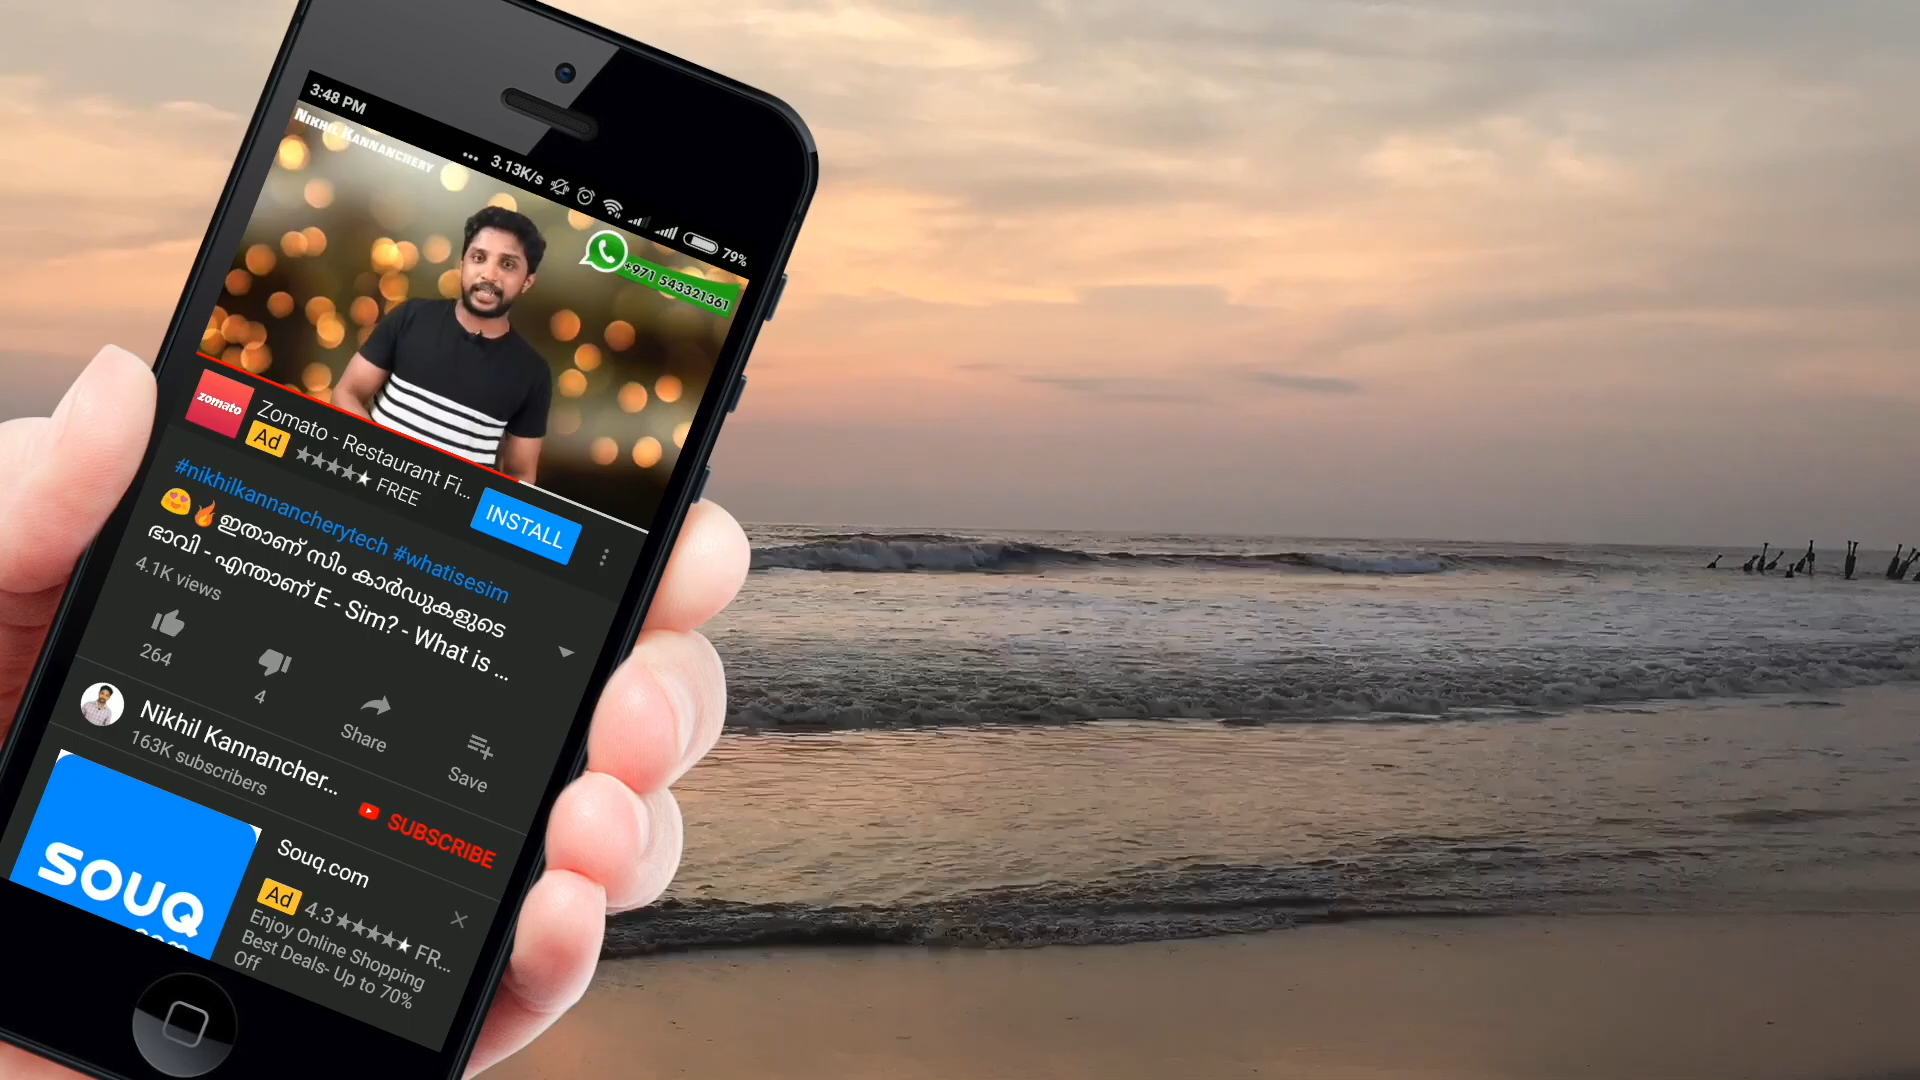 3:48 PM
... 3.13K/s
79%
NIKHIL KANNANCHERY
+971 543321361
zomato
Zomato - Restaurant Fi...
Ad
FREE
INSTALL
#nikhilkannancherytech #whatisesim
😍🔥ഇതാണ് സിം കാർഡുകളുടെ
ഭാവി - എന്താണ് E - Sim? - What is ...
4.1K views
264
4
Share
Save
Nikhil Kannancher...
163K subscribers
SUBSCRIBE
souq
Souq.com
Ad 4.3 FR...
Enjoy Online Shopping
Best Deals- Up to 70%
Off